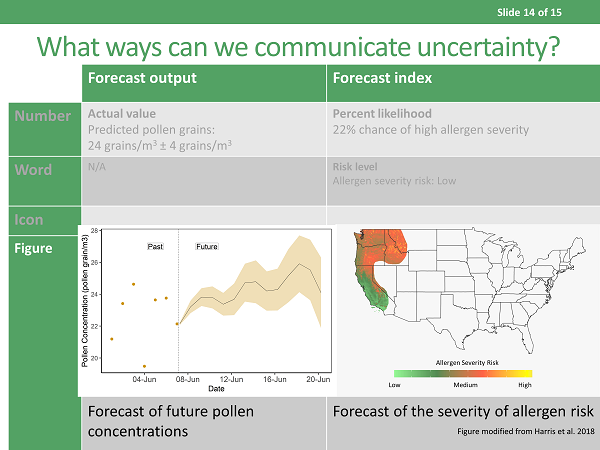 Slide 14 of 15
What ways can we communicate uncertainty?
Forecast output
Forecast index
Number
Actual value
Predicted pollen grains:
24 grains/m³ ± 4 grains/m³
Percent likelihood
22% chance of high allergen severity
Word
N/A
Risk level
Allergen severity risk: Low
Icon
Figure
Pollen Concentration (pollen grain/m3)
28
26
24
22
20
Past
Future
04-Jun
08-Jun
12-Jun
16-Jun
20-Jun
Date
Allergen Severity Risk
Low
Medium
High
Forecast of future pollen
concentrations
Forecast of the severity of allergen risk
Figure modified from Harris et al. 2018